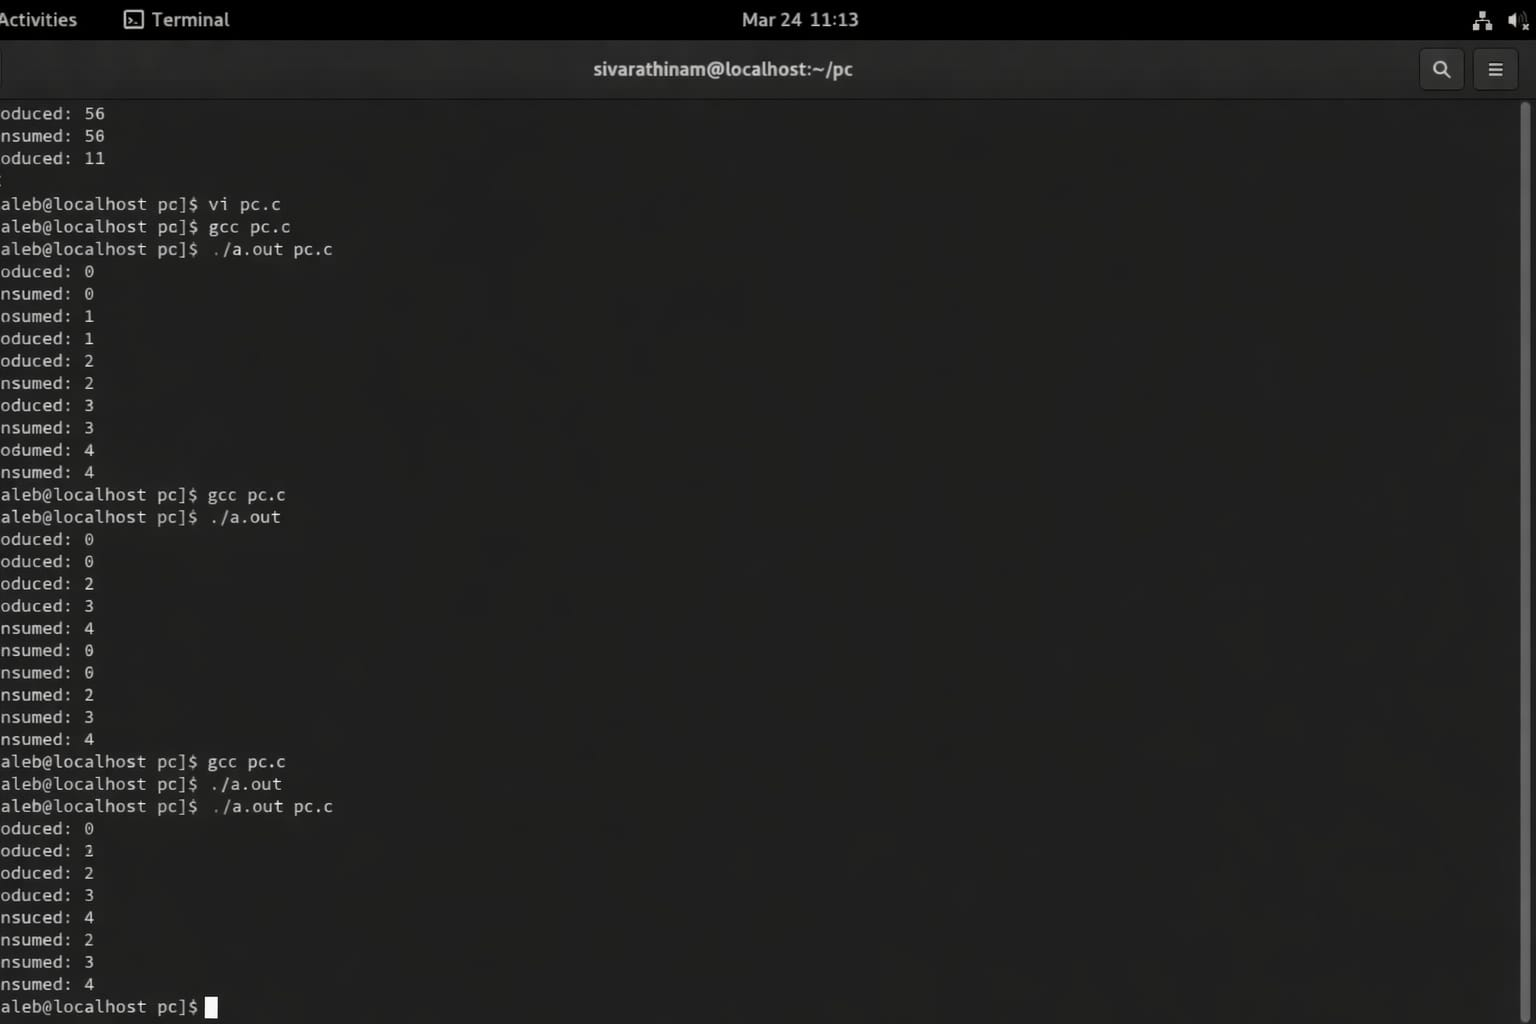 Activities Terminal Mar 24 11:13
sivarathinam@localhost:~/pc
oduced: 56
nsumed: 56
oduced: 11
aleb@localhost pc]$ vi pc.c
aleb@localhost pc]$ gcc pc.c
aleb@localhost pc]$ ./a.out pc.c
oduced: 0
nsumed: 0
nsumed: 1
oduced: 1
oduced: 2
nsumed: 2
oduced: 3
nsumed: 3
odumed: 4
nsumed: 4
aleb@localhost pc]$ gcc pc.c
aleb@localhost pc]$ ./a.out
oduced: 0
oduced: 0
oduced: 2
oduced: 3
nsumed: 4
nsumed: 0
nsumed: 0
nsumed: 2
nsumed: 3
nsumed: 4
aleb@localhost pc]$ gcc pc.c
aleb@localhost pc]$ ./a.out
aleb@localhost pc]$ ./a.out pc.c
oduced: 0
oduced:
oduced: 2
oduced: 3
nsuced: 4
nsumed: 2
nsumed: 3
nsumed: 4
aleb@localhost pc]$